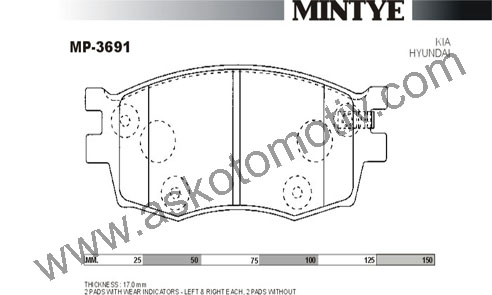 MINTYE
MP-3691
KIA
HYUNDAI
www.askotomotiv.com
MM. 25 50 75 100 125 150
THICKNESS : 17.0 mm
2 PADS WITH WEAR INDICATORS - LEFT & RIGHT EACH, 2 PADS WITHOUT